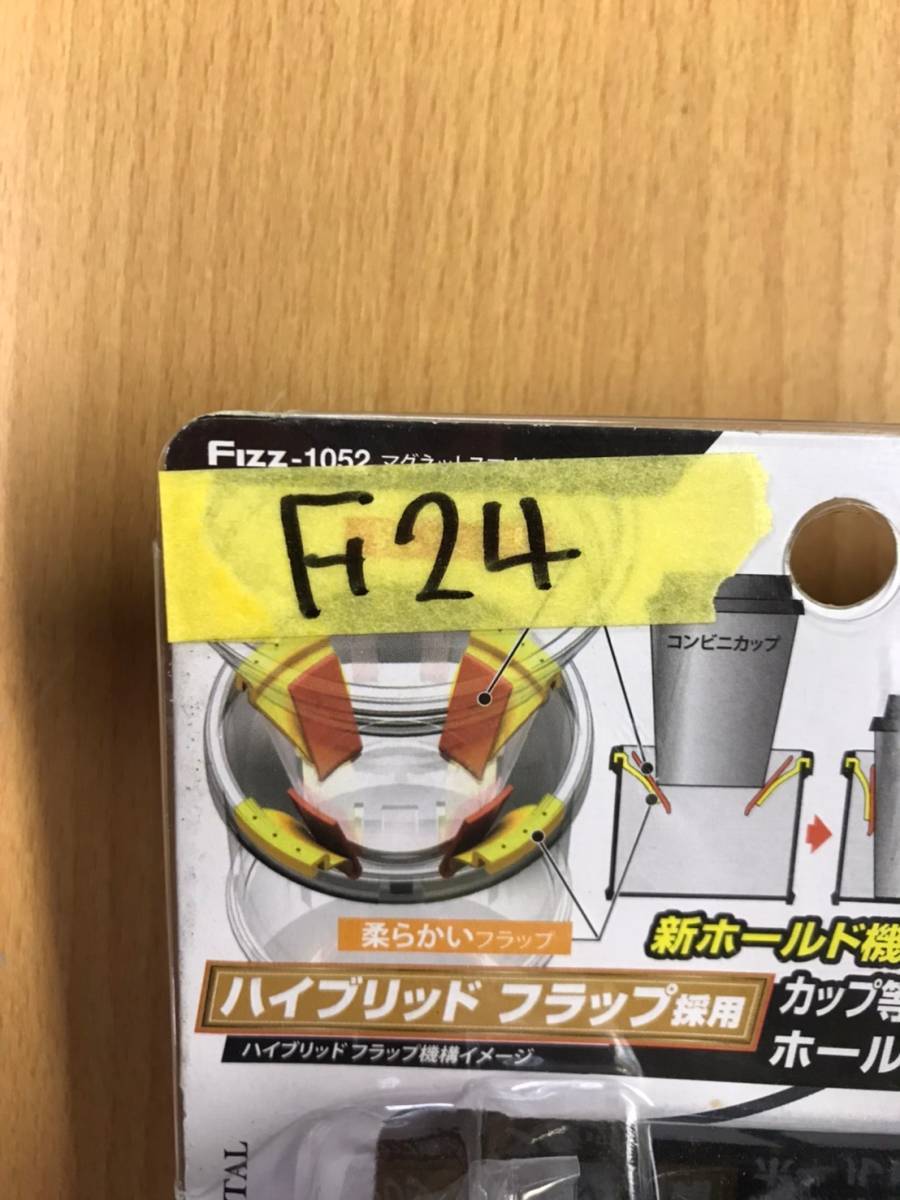 Fizz-1052
Fi24
コンビニカップ
柔らかいフラップ
新ホールド機
ハイブリッド フラップ採用
カップ等
ハイブリッド フラップ機構イメージ
ホール
TAL